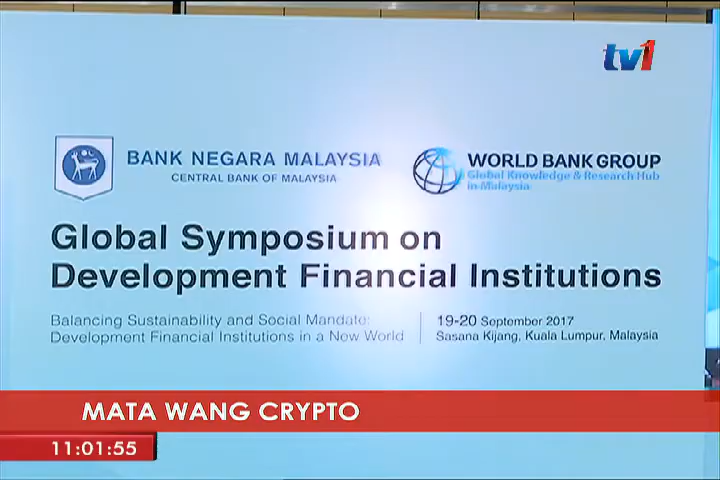 tv1
BANK NEGARA MALAYSIA
CENTRAL BANK OF MALAYSIA
WORLD BANK GROUP
Global Knowledge & Research Hub
in Malaysia
Global Symposium on
Development Financial Institutions
Balancing Sustainability and Social Mandate:
Development Financial Institutions in a New World
19-20 September 2017
Sasana Kijang, Kuala Lumpur, Malaysia
MATA WANG CRYPTO
11:01:55